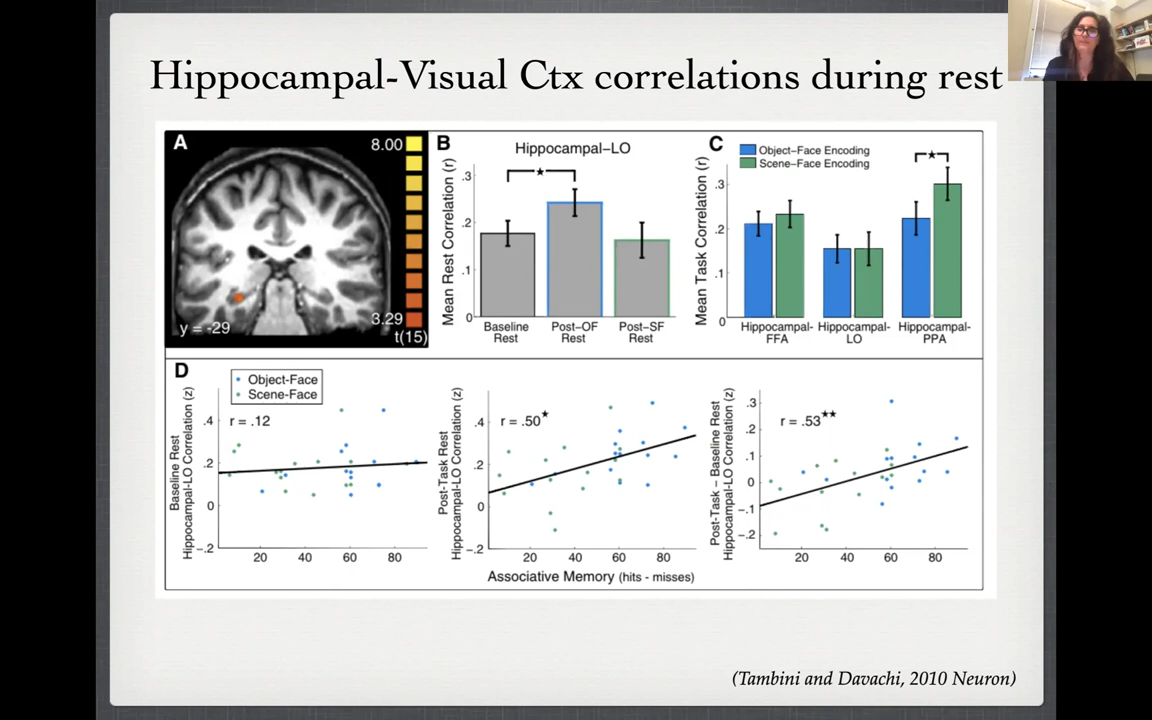 Hippocampal-Visual Ctx correlations during rest
A
8.00
3.29
t(15)
y = -29
B
Hippocampal–LO
Mean Rest Correlation (r)
.3
.2
.1
0
★
Baseline Rest
Post–OF Rest
Post–SF Rest
C
Object–Face Encoding
Scene–Face Encoding
Mean Task Correlation (r)
.3
.2
.1
0
★
Hippocampal-FFA
Hippocampal-LO
Hippocampal-PPA
D
Object-Face
Scene-Face
r = .12
Baseline Rest
Hippocampal-LO Correlation (z)
.4
.2
0
-.2
20 40 60 80
r = .50★
Post-Task Rest
Hippocampal-LO Correlation (z)
.4
.2
0
-.2
20 40 60 80
Associative Memory (hits - misses)
r = .53★★
Post-Task – Baseline Rest
Hippocampal-LO Correlation (z)
.3
.2
.1
0
-.1
-.2
20 40 60 80
(Tambini and Davachi, 2010 Neuron)